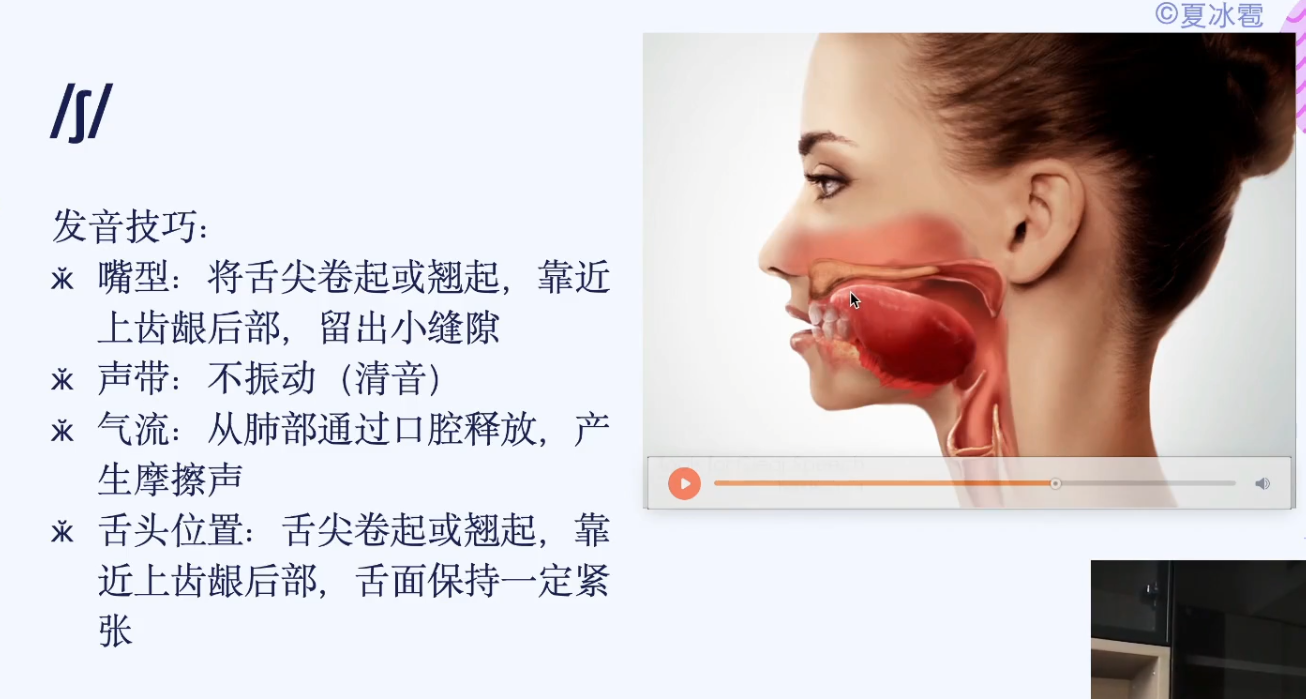 ©夏冰雹
/ʃ/
发音技巧：
嘴型：将舌尖卷起或翘起，靠近
上齿龈后部，留出小缝隙
声带：不振动（清音）
气流：从肺部通过口腔释放，产
生摩擦声
舌头位置：舌尖卷起或翘起，靠
近上齿龈后部，舌面保持一定紧
张